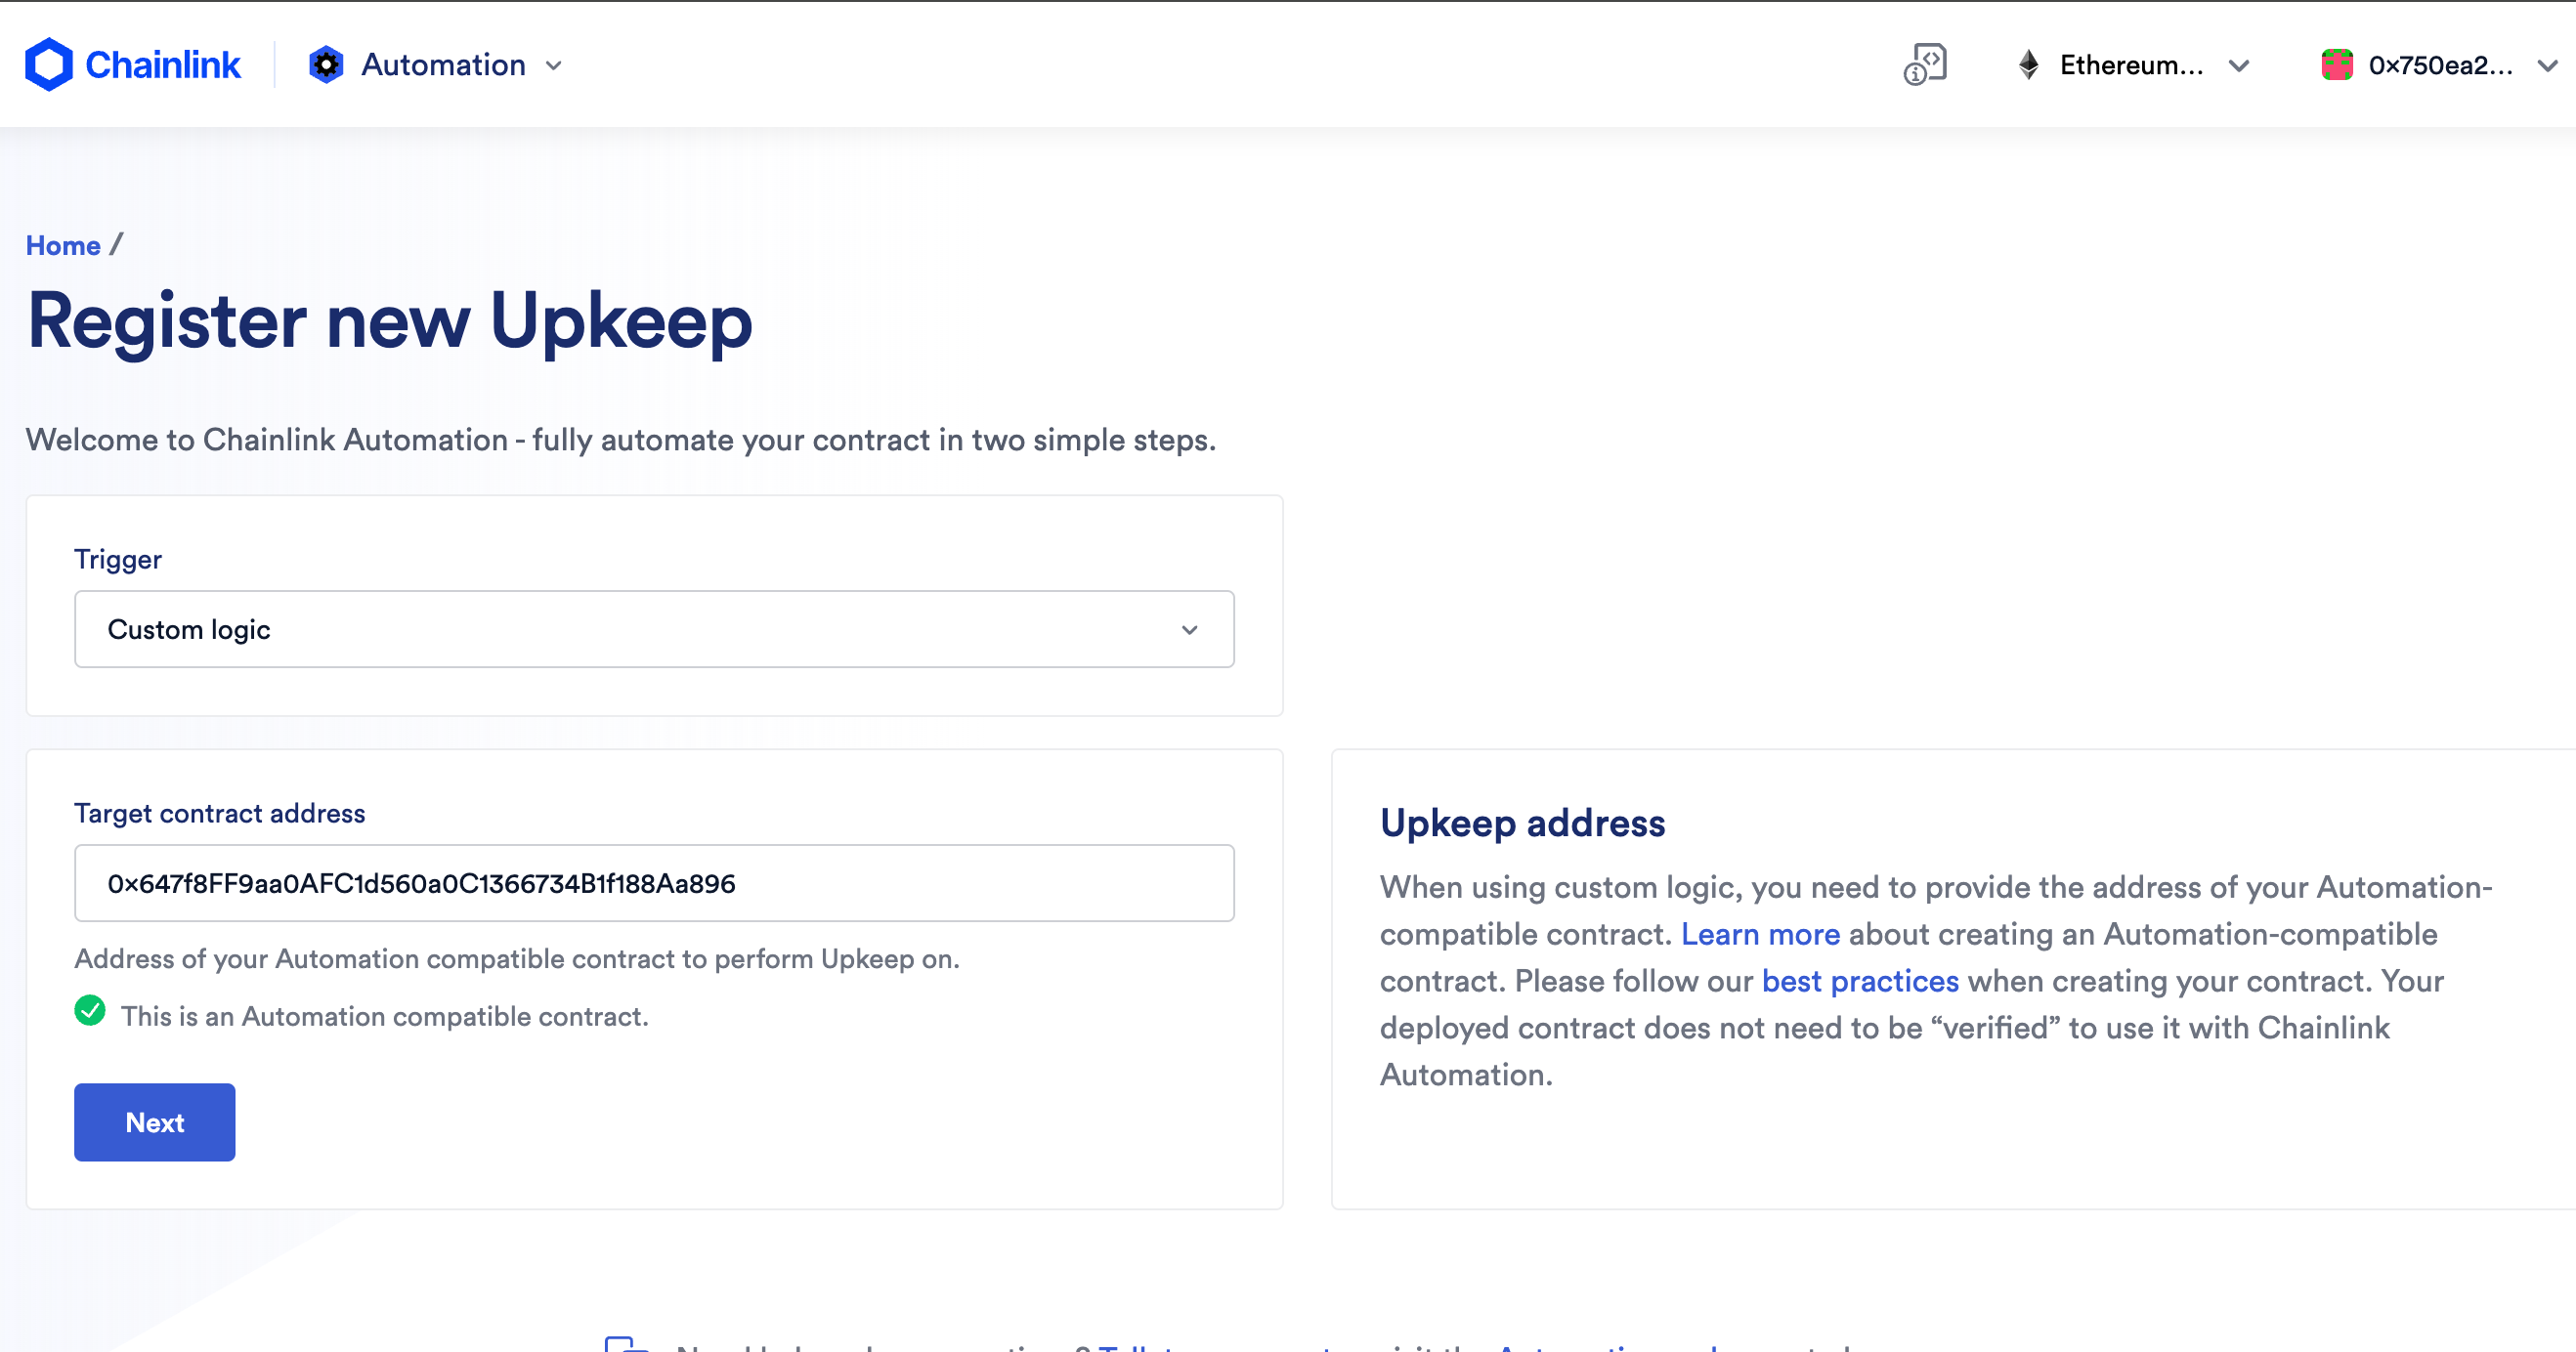 Chainlink
Automation
Ethereum...
0x750ea2...
Home /
Register new Upkeep
Welcome to Chainlink Automation - fully automate your contract in two simple steps.
Trigger
Custom logic
Target contract address
0x647f8FF9aa0AFC1d560a0C1366734B1f188Aa896
Address of your Automation compatible contract to perform Upkeep on.
This is an Automation compatible contract.
Next
Upkeep address
When using custom logic, you need to provide the address of your Automation-
compatible contract. Learn more about creating an Automation-compatible
contract. Please follow our best practices when creating your contract. Your
deployed contract does not need to be “verified” to use it with Chainlink
Automation.